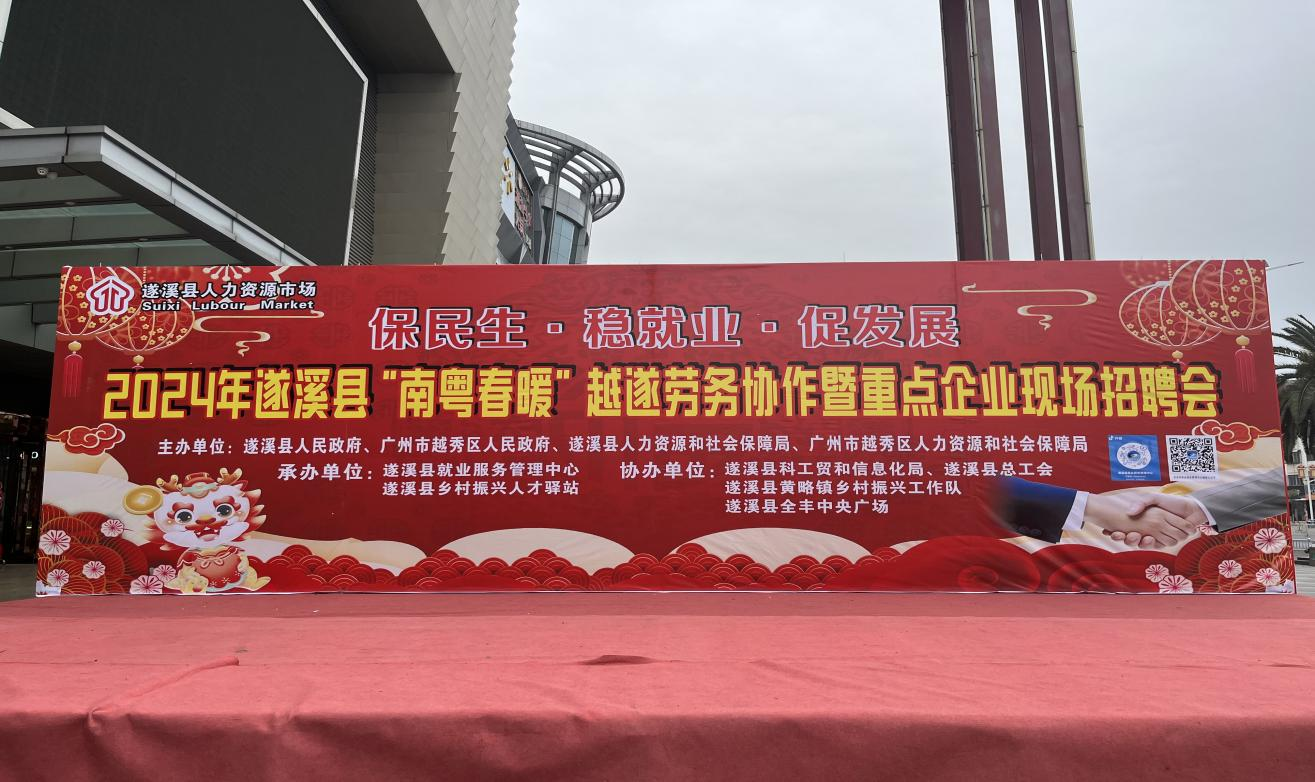 遂溪县人力资源市场
Suixi Lubour Market
保民生·稳就业·促发展
2024年遂溪县“南粤春暖”越遂劳务协作暨重点企业现场招聘会
主办单位：遂溪县人民政府、广州市越秀区人民政府、遂溪县人力资源和社会保障局、广州市越秀区人力资源和社会保障局
承办单位：遂溪县就业服务管理中心
遂溪县乡村振兴人才驿站
协办单位：遂溪县科工贸和信息化局、遂溪县总工会
遂溪县黄略镇乡村振兴工作队
遂溪县全丰中央广场